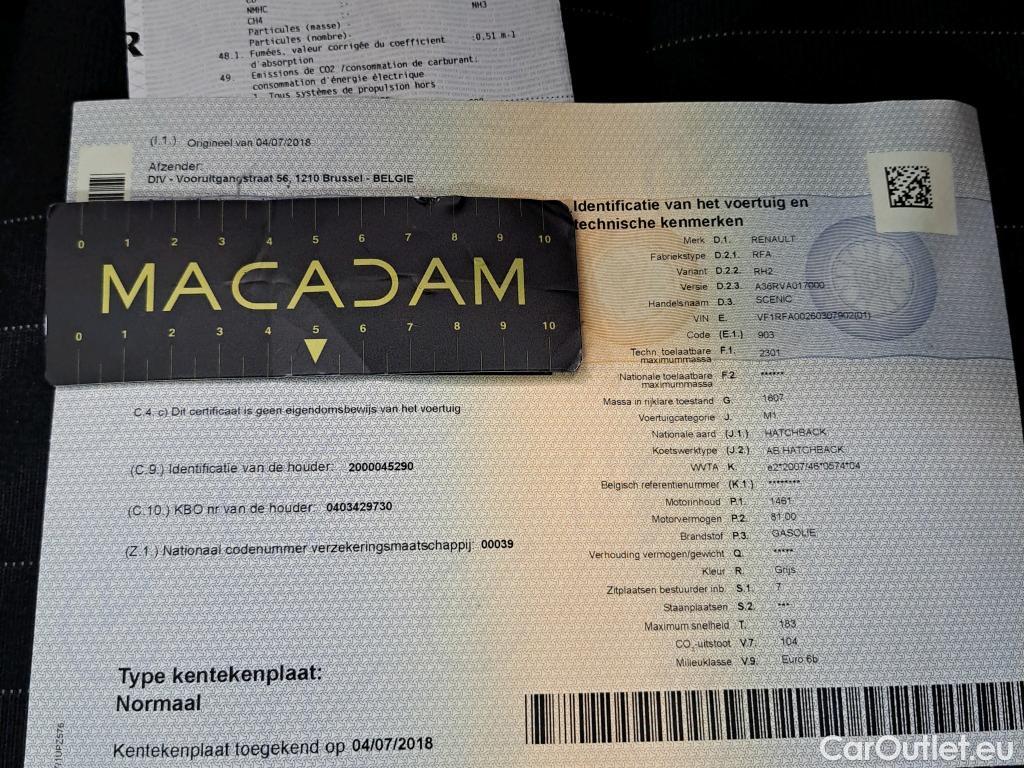 NMHC
NH3
CH4
Particules (masse)
Particules (nombre)
48.1. Fumées, valeur corrigée du coefficient :0,51 m-1
d'absorption
49. Emissions de CO2 /consommation de carburant:
consommation d'énergie électrique
1. Tous systèmes de propulsion hors
R
(I.1.) Origineel van 04/07/2018
Afzender:
DIV - Vooruitgangstraat 56, 1210 Brussel - BELGIE
0 1 2 3 4 5 6 7 8 9 10
MACADAM
0 1 2 3 4 5 6 7 8 9 10
C.4. c) Dit certificaat is geen eigendomsbewijs van het voertuig
(C.9.) Identificatie van de houder: 2000045290
(C.10.) KBO nr van de houder: 0403429730
(Z.1.) Nationaal codenummer verzekeringsmaatschappij: 00039
Type kentekenplaat:
Normaal
Kentekenplaat toegekend op 04/07/2018
Identificatie van het voertuig en
technische kenmerken
Merk D.1. RENAULT
Fabriekstype D.2.1. RFA
Variant D.2.2. RH2
Versie D.2.3. A36RVA017000
Handelsnaam D.3. SCENIC
VIN E. VF1RFA00260307902(01)
Code (E.1.) 903
Techn. toelaatbare F.1. 2301
maximummassa
Nationale toelaatbare F.2. ******
maximummassa
Massa in rijklare toestand G. 1607
Voertuigcategorie J. M1
Nationale aard (J.1.) HATCHBACK
Koetswerktype (J.2.) AB HATCHBACK
WVTA K. e2*2007/46*0574*04
Belgisch referentienummer (K.1.) ********
Motorinhoud P.1. 1461
Motorvermogen P.2. 81.00
Brandstof P.3. GASOLIE
Verhouding vermogen/gewicht Q. *****
Kleur R. Grijs
Zitplaatsen bestuurder inb. S.1. 7
Staanplaatsen S.2. ***
Maximum snelheid T. 183
CO₂-uitstoot V.7. 104
Milieuklasse V.9. Euro 6b
CarOutlet.eu